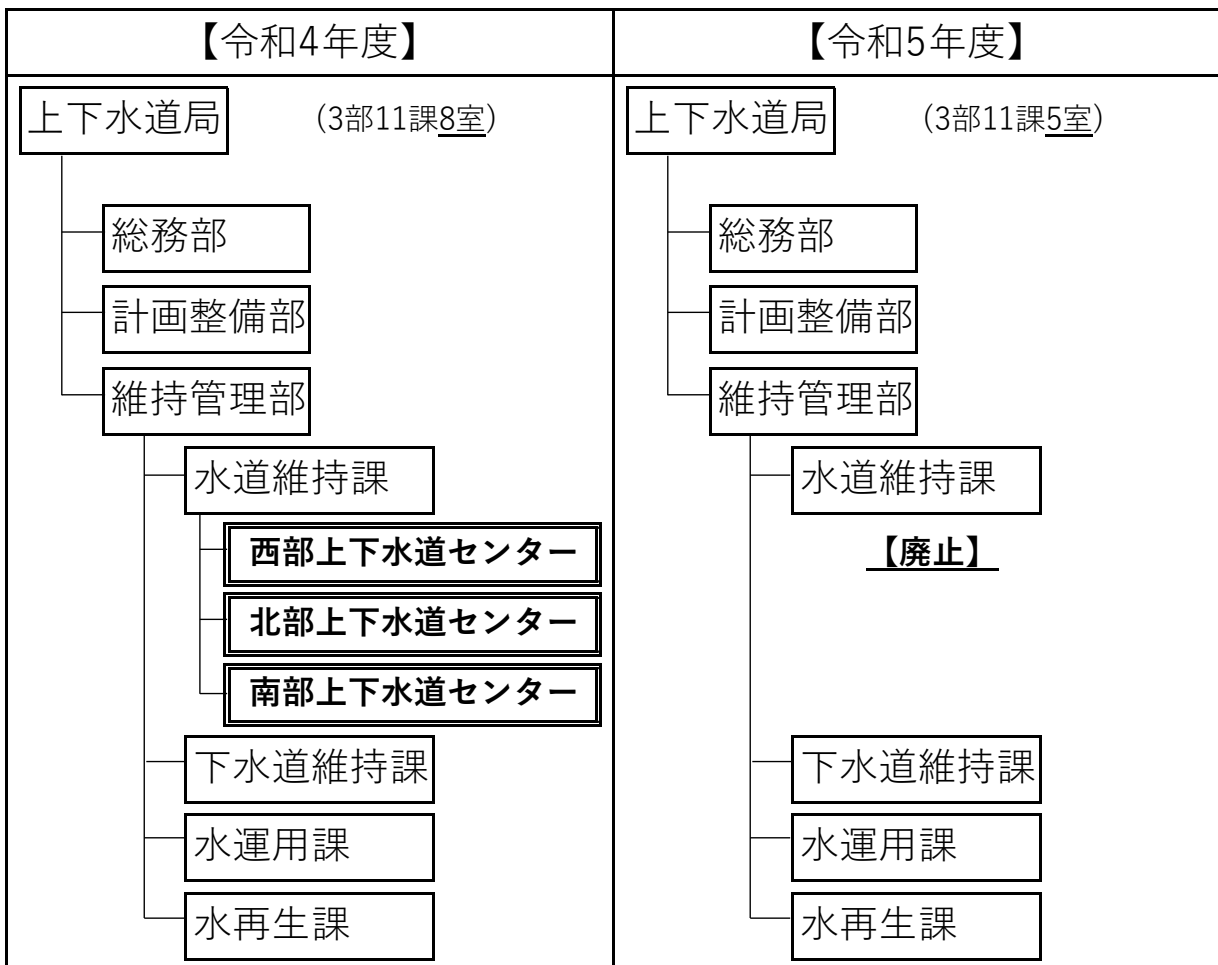 【令和4年度】
上下水道局
(3部11課8室)
総務部
計画整備部
維持管理部
水道維持課
西部上下水道センター
北部上下水道センター
南部上下水道センター
下水道維持課
水運用課
水再生課
【令和5年度】
上下水道局
(3部11課5室)
総務部
計画整備部
維持管理部
水道維持課
【廃止】
下水道維持課
水運用課
水再生課